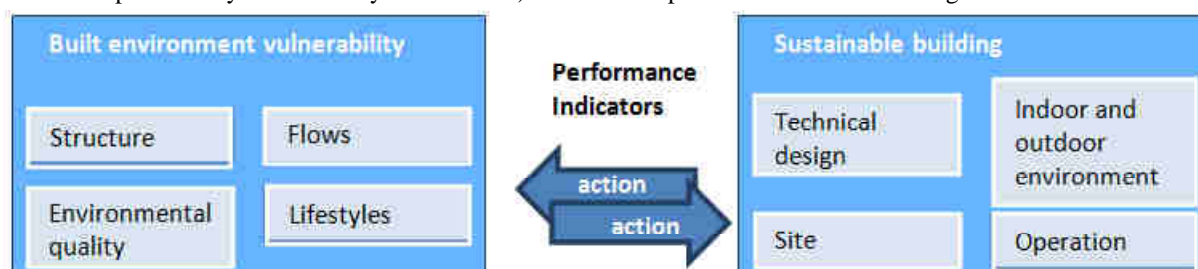 Built environment vulnerability
Structure
Flows
Environmental
quality
Lifestyles
Performance
Indicators
action
action
Sustainable building
Technical
design
Indoor and
outdoor
environment
Site
Operation